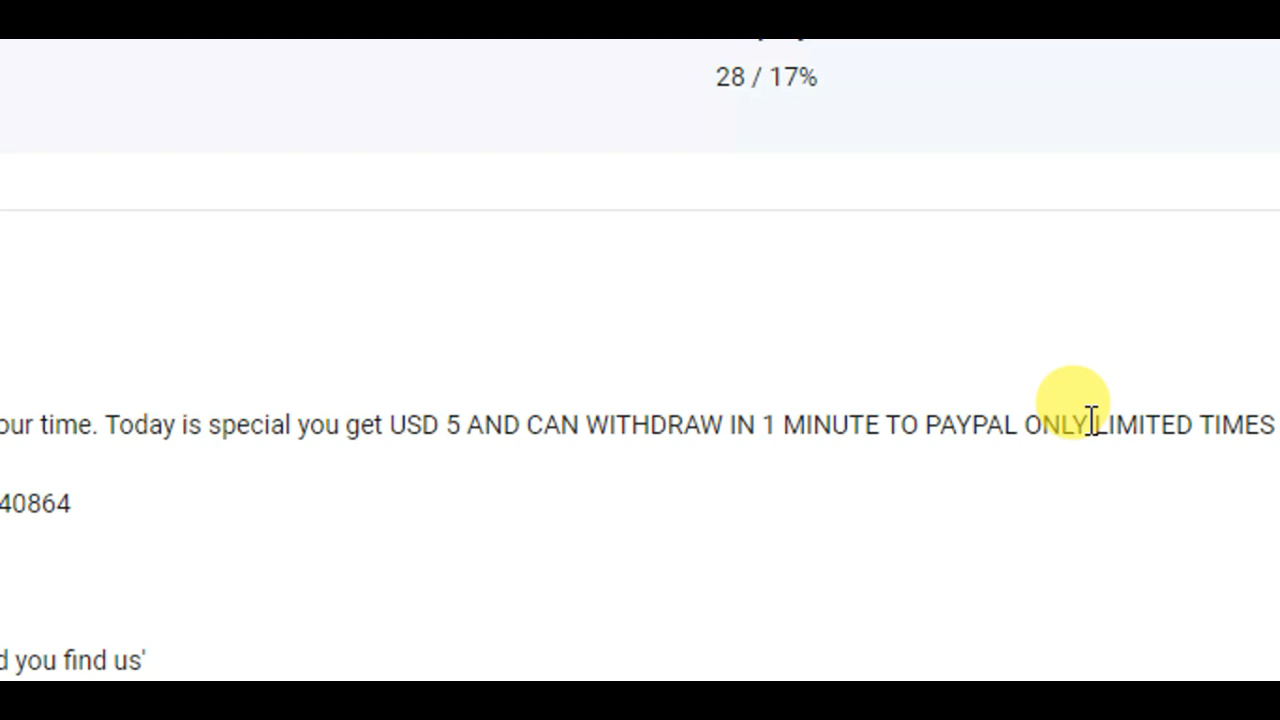 28 / 17%
our time. Today is special you get USD 5 AND CAN WITHDRAW IN 1 MINUTE TO PAYPAL ONLY LIMITED TIMES
40864
d you find us'